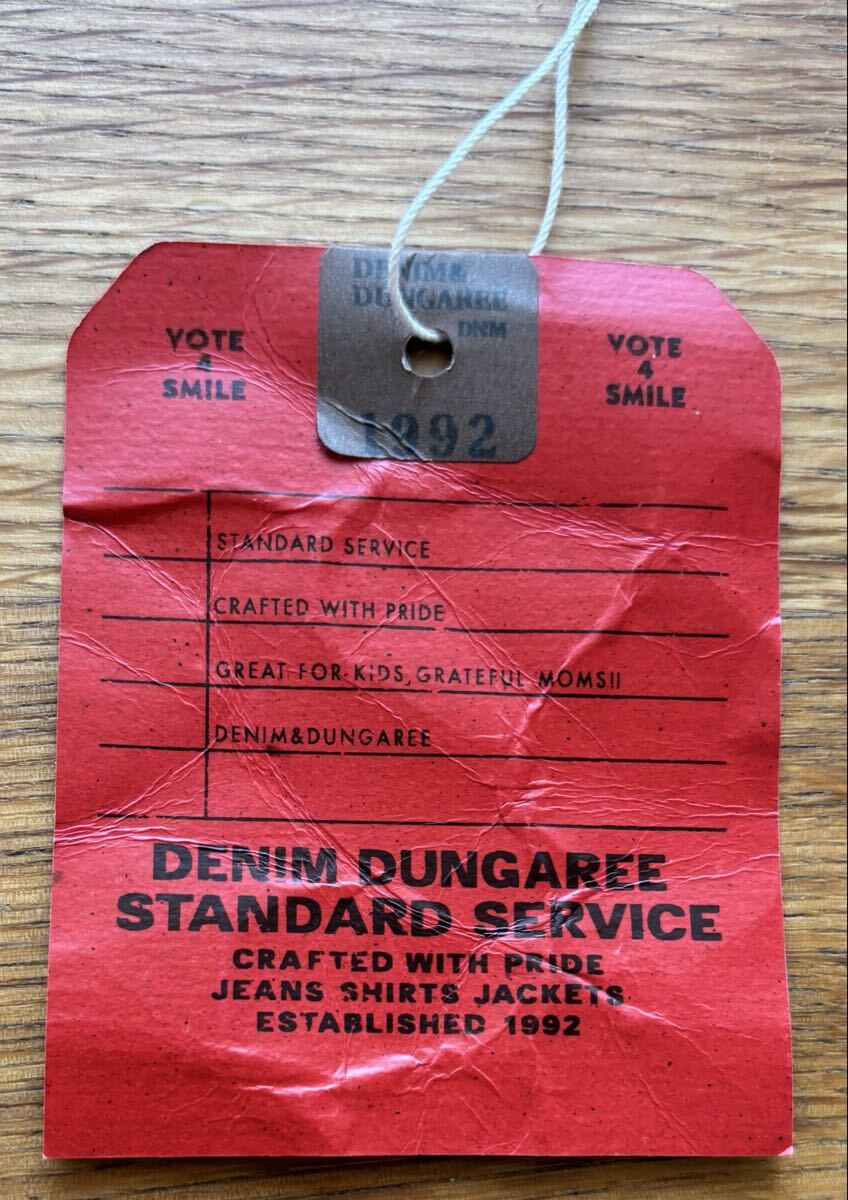 DENIM&
DUNGAREE
DNM
1992
VOTE
4
SMILE
VOTE
4
SMILE
STANDARD SERVICE
CRAFTED WITH PRIDE
GREAT FOR KIDS, GRATEFUL MOMS!!
DENIM&DUNGAREE
DENIM DUNGAREE
STANDARD SERVICE
CRAFTED WITH PRIDE
JEANS SHIRTS JACKETS
ESTABLISHED 1992